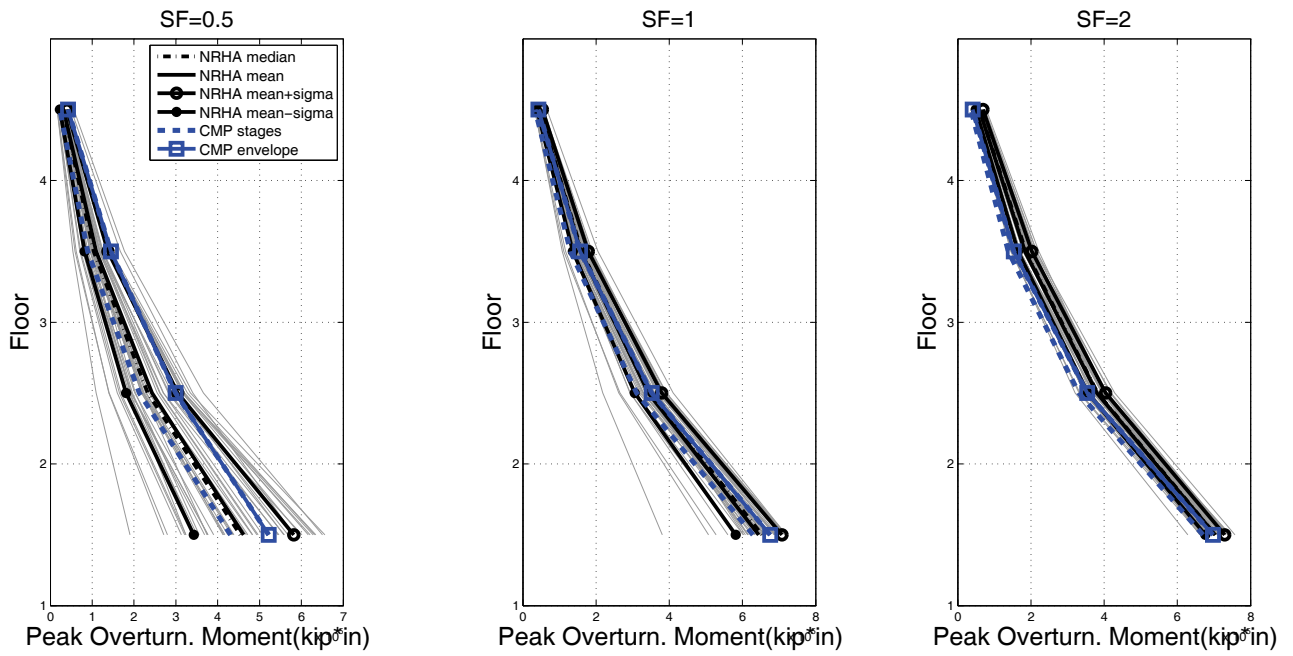 SF=0.5
NRHA median
NRHA mean
NRHA mean+sigma
NRHA mean−sigma
CMP stages
CMP envelope
4
3
2
1
Floor
0 1 2 3 4 5 6 7
Peak Overturn. Moment(kip*in)
SF=1
4
3
2
1
Floor
0 2 4 6 8
Peak Overturn. Moment(kip*in)
SF=2
4
3
2
1
Floor
0 2 4 6 8
Peak Overturn. Moment(kip*in)